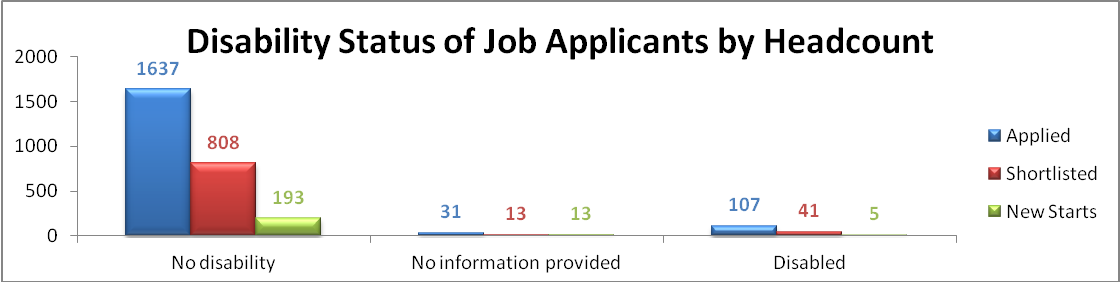 Disability Status of Job Applicants by Headcount
2000
1500
1000
500
0
1637
808
193
31
13
13
107
41
5
No disability
No information provided
Disabled
Applied
Shortlisted
New Starts